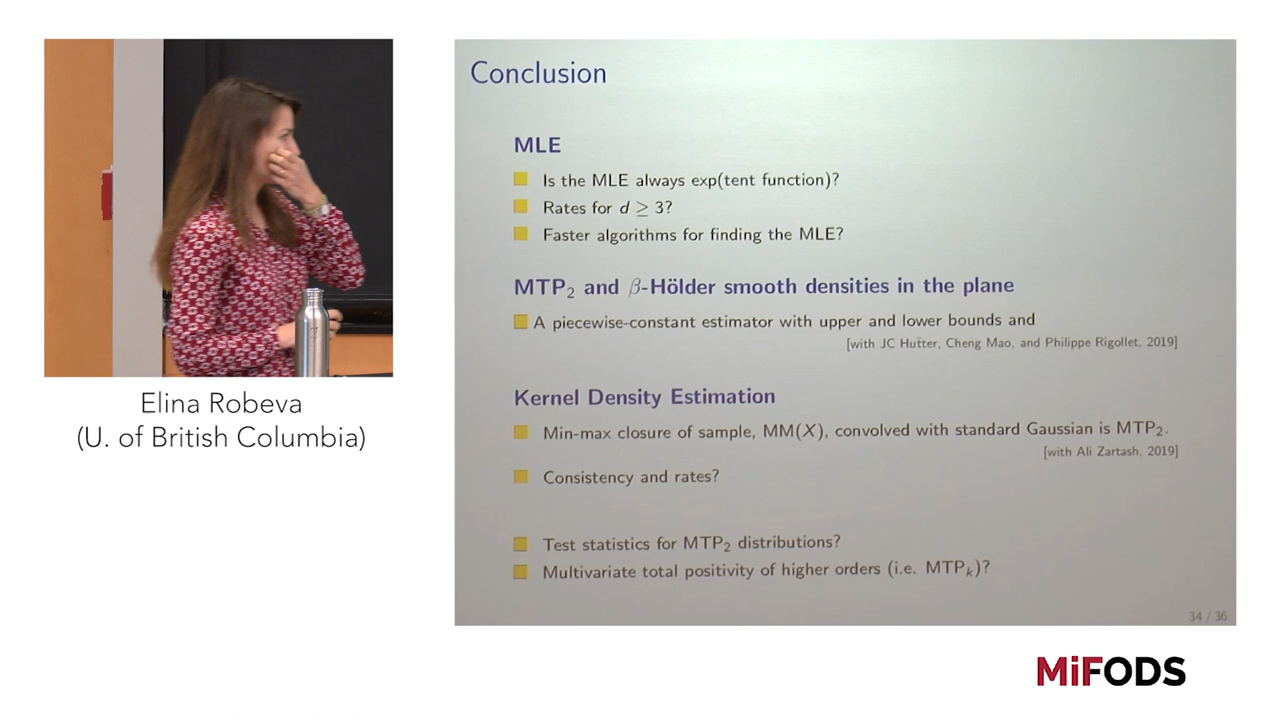 Conclusion
MLE
Is the MLE always exp(tent function)?
Rates for d ≥ 3?
Faster algorithms for finding the MLE?
MTP₂ and β-Hölder smooth densities in the plane
A piecewise-constant estimator with upper and lower bounds and
[with JC Hutter, Cheng Mao, and Philippe Rigollet, 2019]
Kernel Density Estimation
Min-max closure of sample, MM(X), convolved with standard Gaussian is MTP₂.
[with Ali Zartash, 2019]
Consistency and rates?
Test statistics for MTP₂ distributions?
Multivariate total positivity of higher orders (i.e. MTPₖ)?
34 / 36
Elina Robeva
(U. of British Columbia)
MiFODS